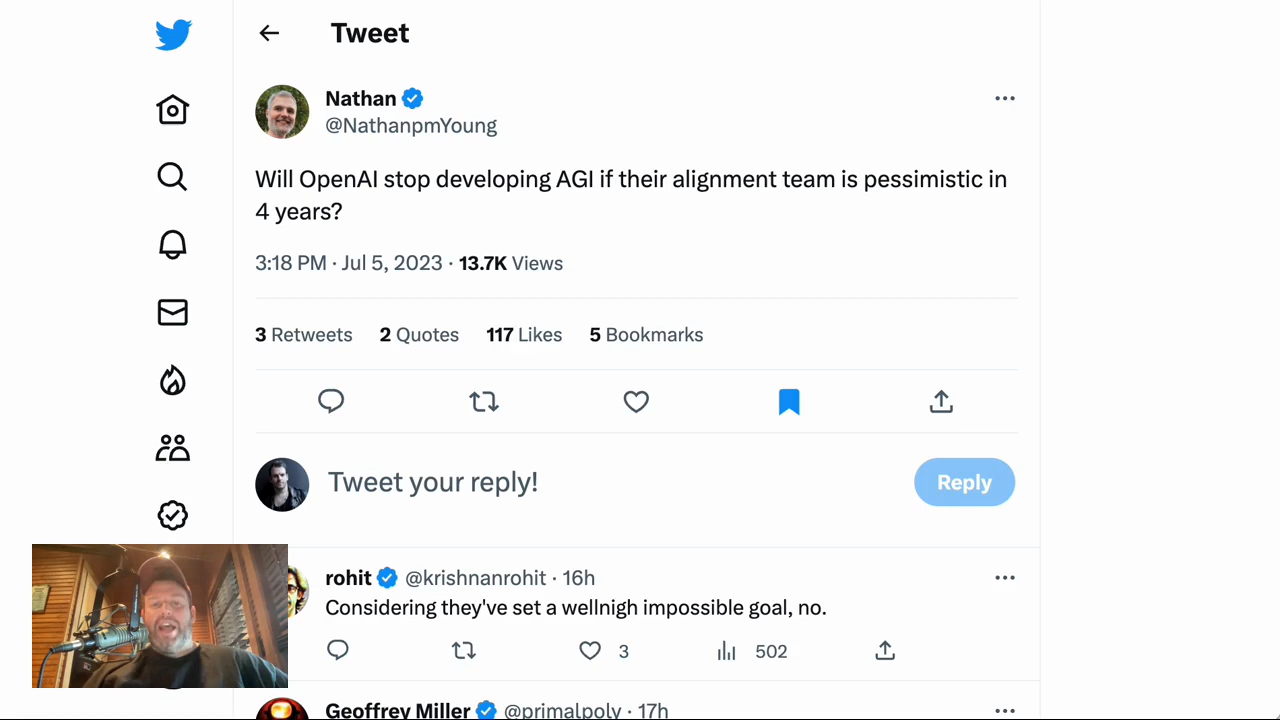 Tweet
Nathan
@NathanpmYoung
Will OpenAI stop developing AGI if their alignment team is pessimistic in
4 years?
3:18 PM · Jul 5, 2023 · 13.7K Views
3 Retweets 2 Quotes 117 Likes 5 Bookmarks
Tweet your reply!
Reply
rohit @krishnanrohit · 16h
Considering they've set a wellnigh impossible goal, no.
3 502
Geoffrey Miller @primalpoly · 17h